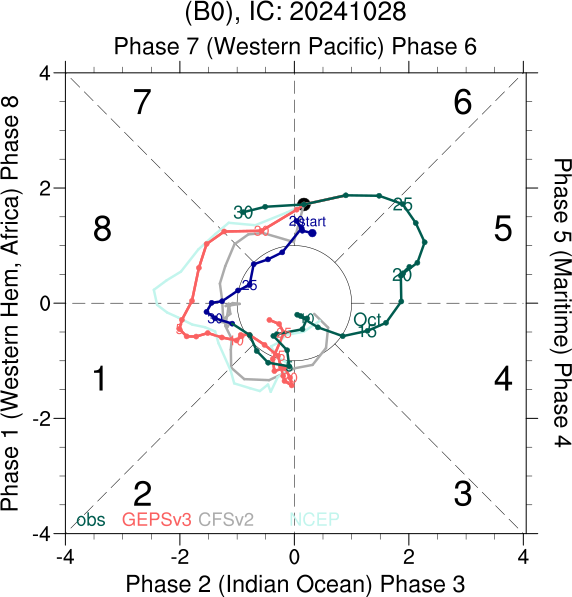 (B0), IC: 20241028
Phase 7 (Western Pacific) Phase 6
Phase 1 (Western Hem, Africa) Phase 8
Phase 5 (Maritime) Phase 4
4
2
0
-2
-4
7
6
8
5
1
4
2
3
30
25
start
20
25
30
Oct
15
obs GEPSv3 CFSv2 NCEP
-4 -2 0 2 4
Phase 2 (Indian Ocean) Phase 3